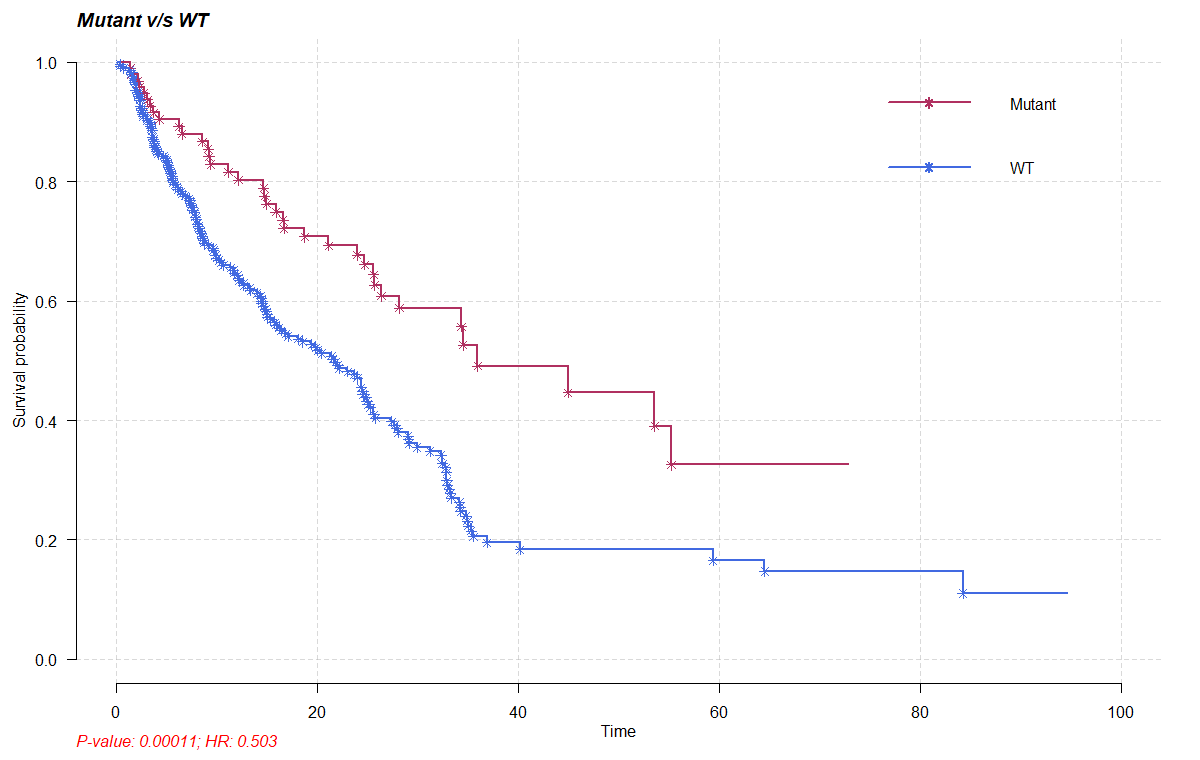 Mutant v/s WT
1.0
Mutant
0.8
WT
0.6
Survival probability
0.4
0.2
0.0
0 20 40 60 80 100
Time
P-value: 0.00011; HR: 0.503